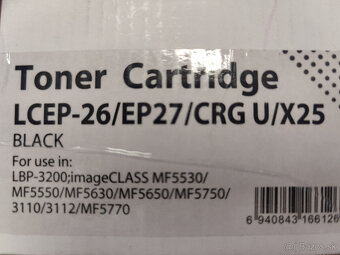 Toner Cartridge
LCEP-26/EP27/CRG U/X25
BLACK
For use in:
LBP-3200;imageCLASS MF5530/
MF5550/MF5630/MF5650/MF5750/
3110/3112/MF5770
6 940843 166126